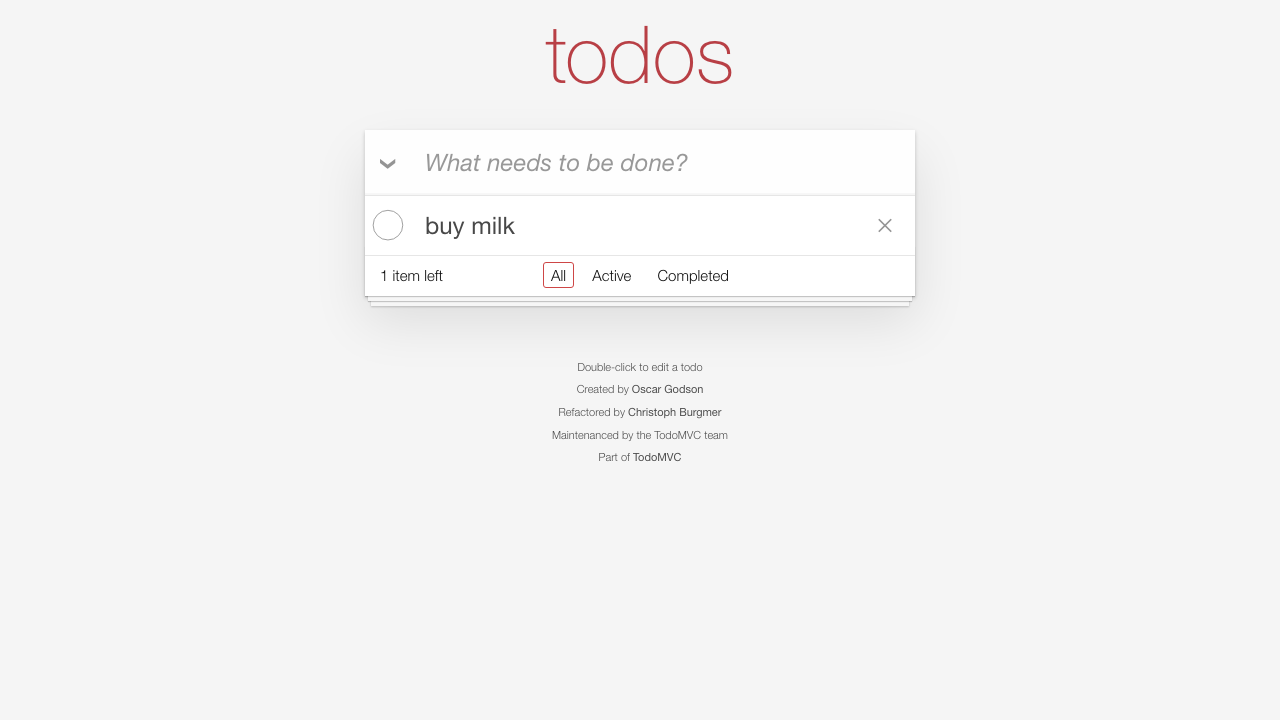 todos
What needs to be done?
buy milk
1 item left All Active Completed
Double-click to edit a todo
Created by Oscar Godson
Refactored by Christoph Burgmer
Maintenanced by the TodoMVC team
Part of TodoMVC